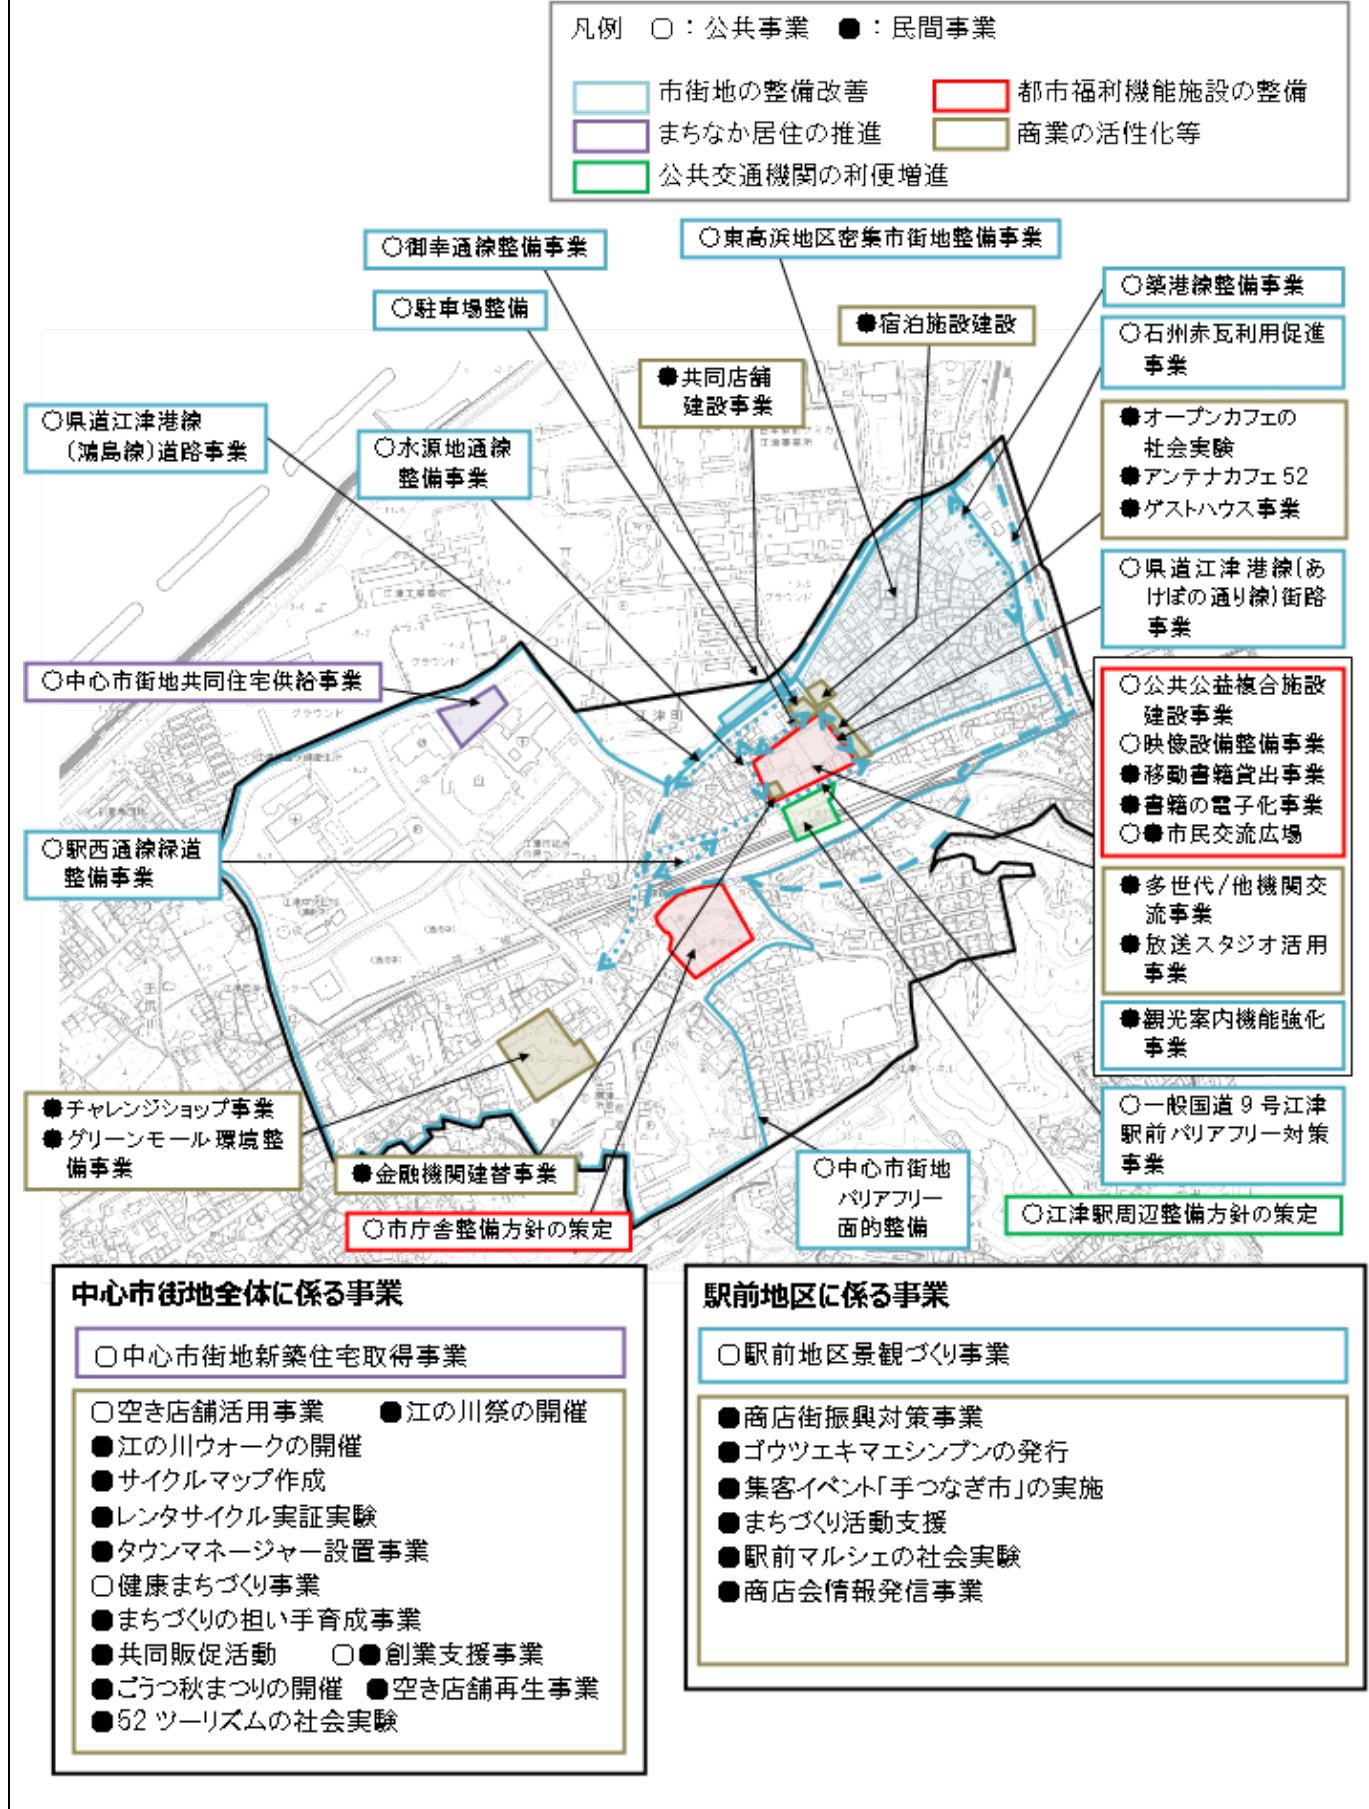 凡例　○：公共事業　●：民間事業
市街地の整備改善
都市福利機能施設の整備
まちなか居住の推進
商業の活性化等
公共交通機関の利便増進
○御幸通線整備事業
○東高浜地区密集市街地整備事業
○駐車場整備
●宿泊施設建設
○築港線整備事業
○石州赤瓦利用促進
事業
●共同店舗
建設事業
●オープンカフェの
社会実験
●アンテナカフェ52
●ゲストハウス事業
○県道江津港線
(鴻島線)道路事業
○水源地通線
整備事業
○県道江津港線(あ
けぼの通り線)街路
事業
○中心市街地共同住宅供給事業
江津町
グラウンド
グラウンド
グラウンド
○公共公益複合施設
建設事業
○映像設備整備事業
●移動書籍貸出事業
●書籍の電子化事業
○●市民交流広場
○駅西通線緑道
整備事業
●多世代/他機関交
流事業
●放送スタジオ活用
事業
●観光案内機能強化
事業
●チャレンジショップ事業
●グリーンモール環境整
備事業
●金融機関建替事業
○市庁舎整備方針の策定
○中心市街地
バリアフリー
面的整備
○一般国道9号江津
駅前バリアフリー対策
事業
○江津駅周辺整備方針の策定
中心市街地全体に係る事業
○中心市街地新築住宅取得事業
○空き店舗活用事業　●江の川祭の開催
●江の川ウォークの開催
●サイクルマップ作成
●レンタサイクル実証実験
●タウンマネージャー設置事業
○健康まちづくり事業
●まちづくりの担い手育成事業
●共同販促活動　○●創業支援事業
●ごうつ秋まつりの開催　●空き店舗再生事業
●52ツーリズムの社会実験
駅前地区に係る事業
○駅前地区景観づくり事業
●商店街振興対策事業
●ゴウツエキマエシンブンの発行
●集客イベント「手つなぎ市」の実施
●まちづくり活動支援
●駅前マルシェの社会実験
●商店会情報発信事業